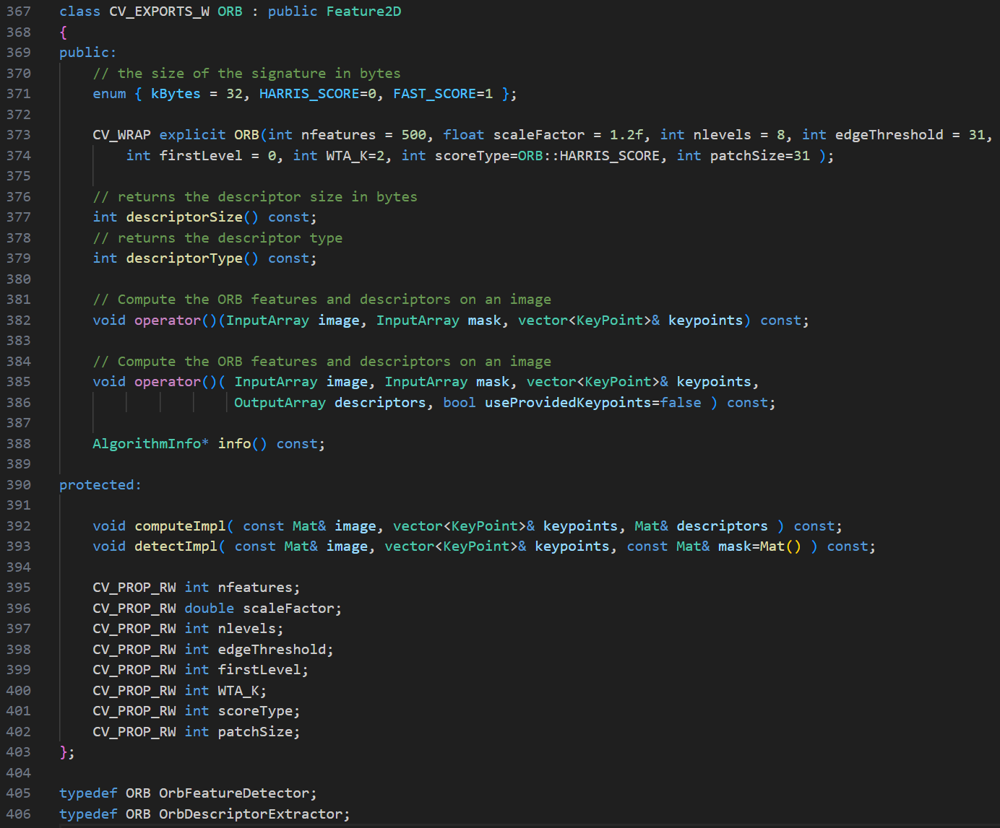 367 class CV_EXPORTS_W ORB : public Feature2D
368 {
369 public:
370     // the size of the signature in bytes
371     enum { kBytes = 32, HARRIS_SCORE=0, FAST_SCORE=1 };
372
373     CV_WRAP explicit ORB(int nfeatures = 500, float scaleFactor = 1.2f, int nlevels = 8, int edgeThreshold = 31,
374         int firstLevel = 0, int WTA_K=2, int scoreType=ORB::HARRIS_SCORE, int patchSize=31 );
375
376     // returns the descriptor size in bytes
377     int descriptorSize() const;
378     // returns the descriptor type
379     int descriptorType() const;
380
381     // Compute the ORB features and descriptors on an image
382     void operator()(InputArray image, InputArray mask, vector<KeyPoint>& keypoints) const;
383
384     // Compute the ORB features and descriptors on an image
385     void operator()( InputArray image, InputArray mask, vector<KeyPoint>& keypoints,
386                      OutputArray descriptors, bool useProvidedKeypoints=false ) const;
387
388     AlgorithmInfo* info() const;
389
390 protected:
391
392     void computeImpl( const Mat& image, vector<KeyPoint>& keypoints, Mat& descriptors ) const;
393     void detectImpl( const Mat& image, vector<KeyPoint>& keypoints, const Mat& mask=Mat() ) const;
394
395     CV_PROP_RW int nfeatures;
396     CV_PROP_RW double scaleFactor;
397     CV_PROP_RW int nlevels;
398     CV_PROP_RW int edgeThreshold;
399     CV_PROP_RW int firstLevel;
400     CV_PROP_RW int WTA_K;
401     CV_PROP_RW int scoreType;
402     CV_PROP_RW int patchSize;
403 };
404
405 typedef ORB OrbFeatureDetector;
406 typedef ORB OrbDescriptorExtractor;